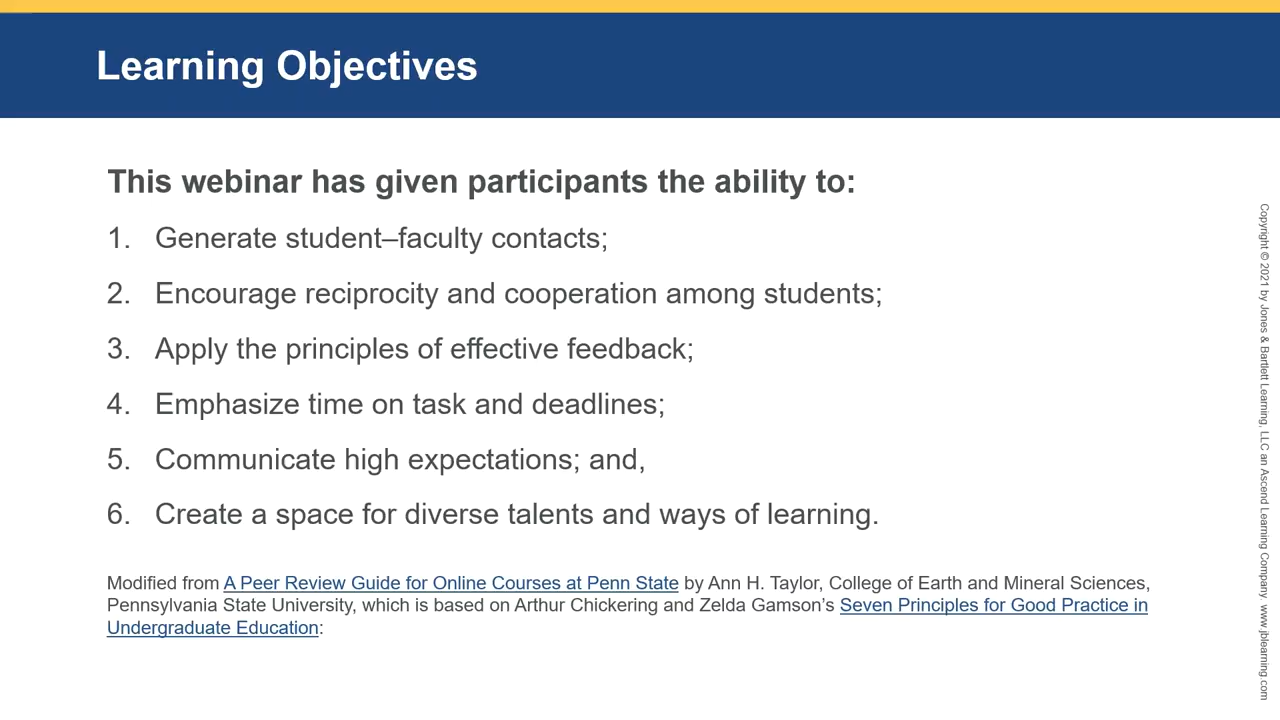 Learning Objectives
This webinar has given participants the ability to:
1. Generate student–faculty contacts;
2. Encourage reciprocity and cooperation among students;
3. Apply the principles of effective feedback;
4. Emphasize time on task and deadlines;
5. Communicate high expectations; and,
6. Create a space for diverse talents and ways of learning.
Modified from A Peer Review Guide for Online Courses at Penn State by Ann H. Taylor, College of Earth and Mineral Sciences,
Pennsylvania State University, which is based on Arthur Chickering and Zelda Gamson’s Seven Principles for Good Practice in
Undergraduate Education:
Copyright © 2021 by Jones & Bartlett Learning, LLC an Ascend Learning Company. www.jblearning.com